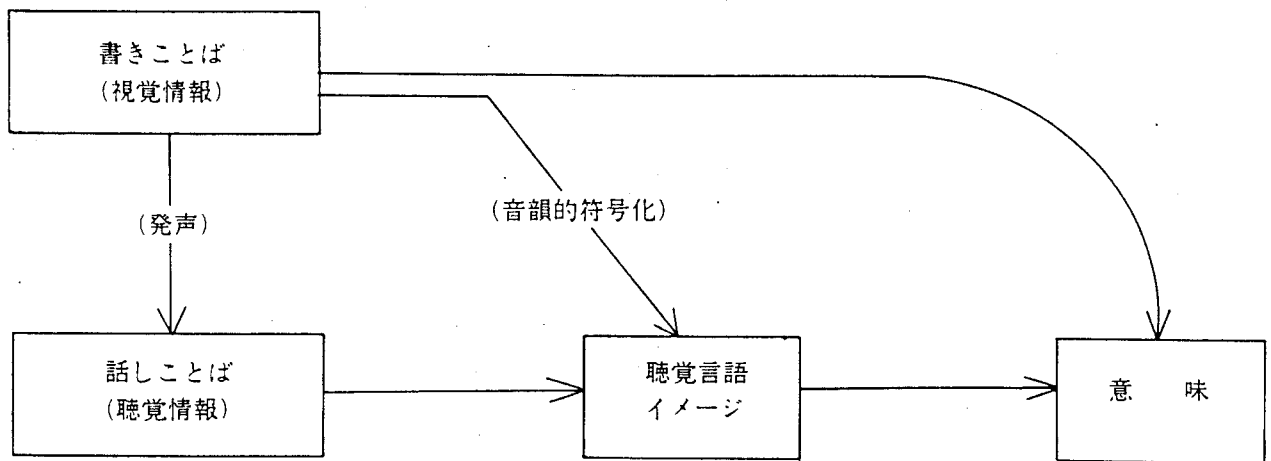 書きことば
(視覚情報)
(発声)
(音韻的符号化)
話しことば
(聴覚情報)
聴覚言語
イメージ
意味